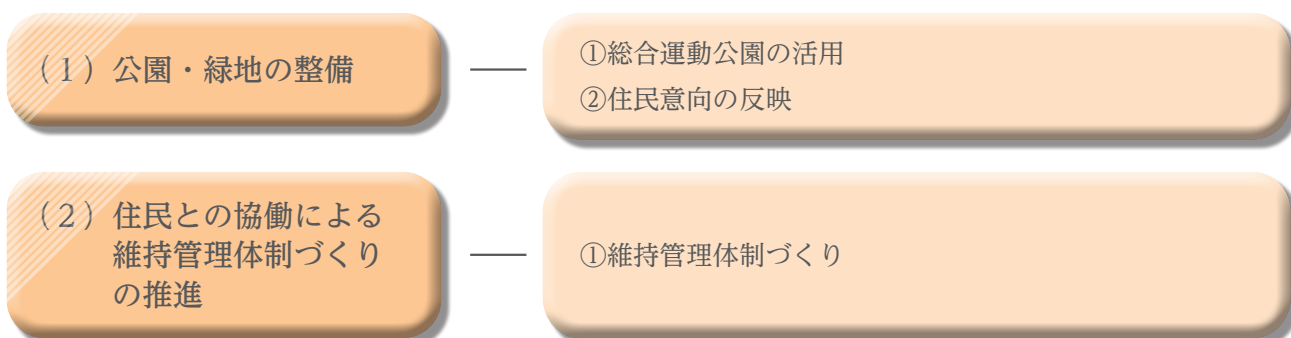 （１）公園・緑地の整備
①総合運動公園の活用
②住民意向の反映
（２）住民との協働による
維持管理体制づくり
の推進
①維持管理体制づくり